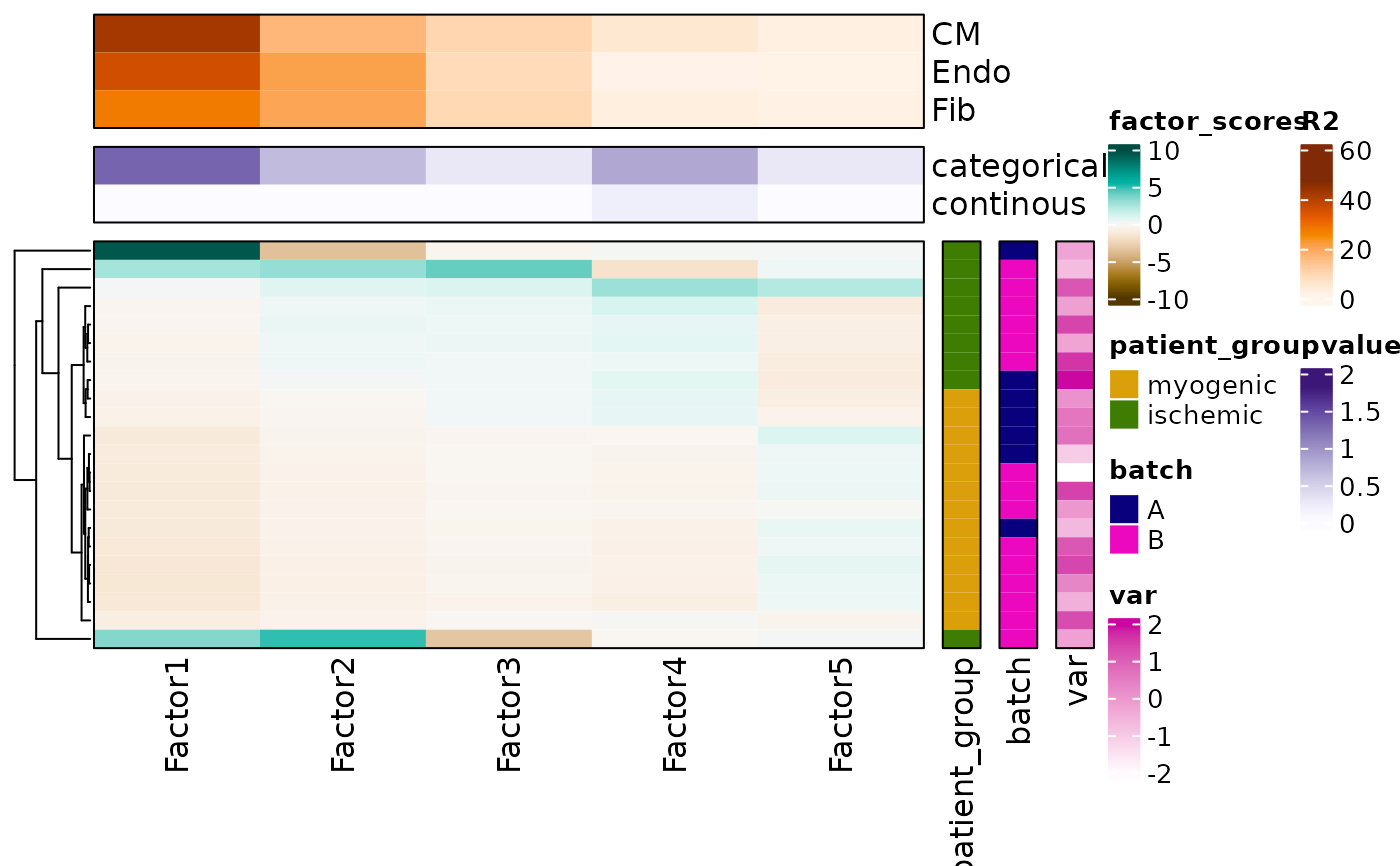 CM
Endo
Fib
categorical
continous
factor_scores
10
5
0
-5
-10
R2
60
40
20
0
patient_group
myogenic
ischemic
pvalue
2
1.5
1
0.5
0
batch
A
B
var
2
1
0
-1
-2
Factor1
Factor2
Factor3
Factor4
Factor5
patient_group
batch
var